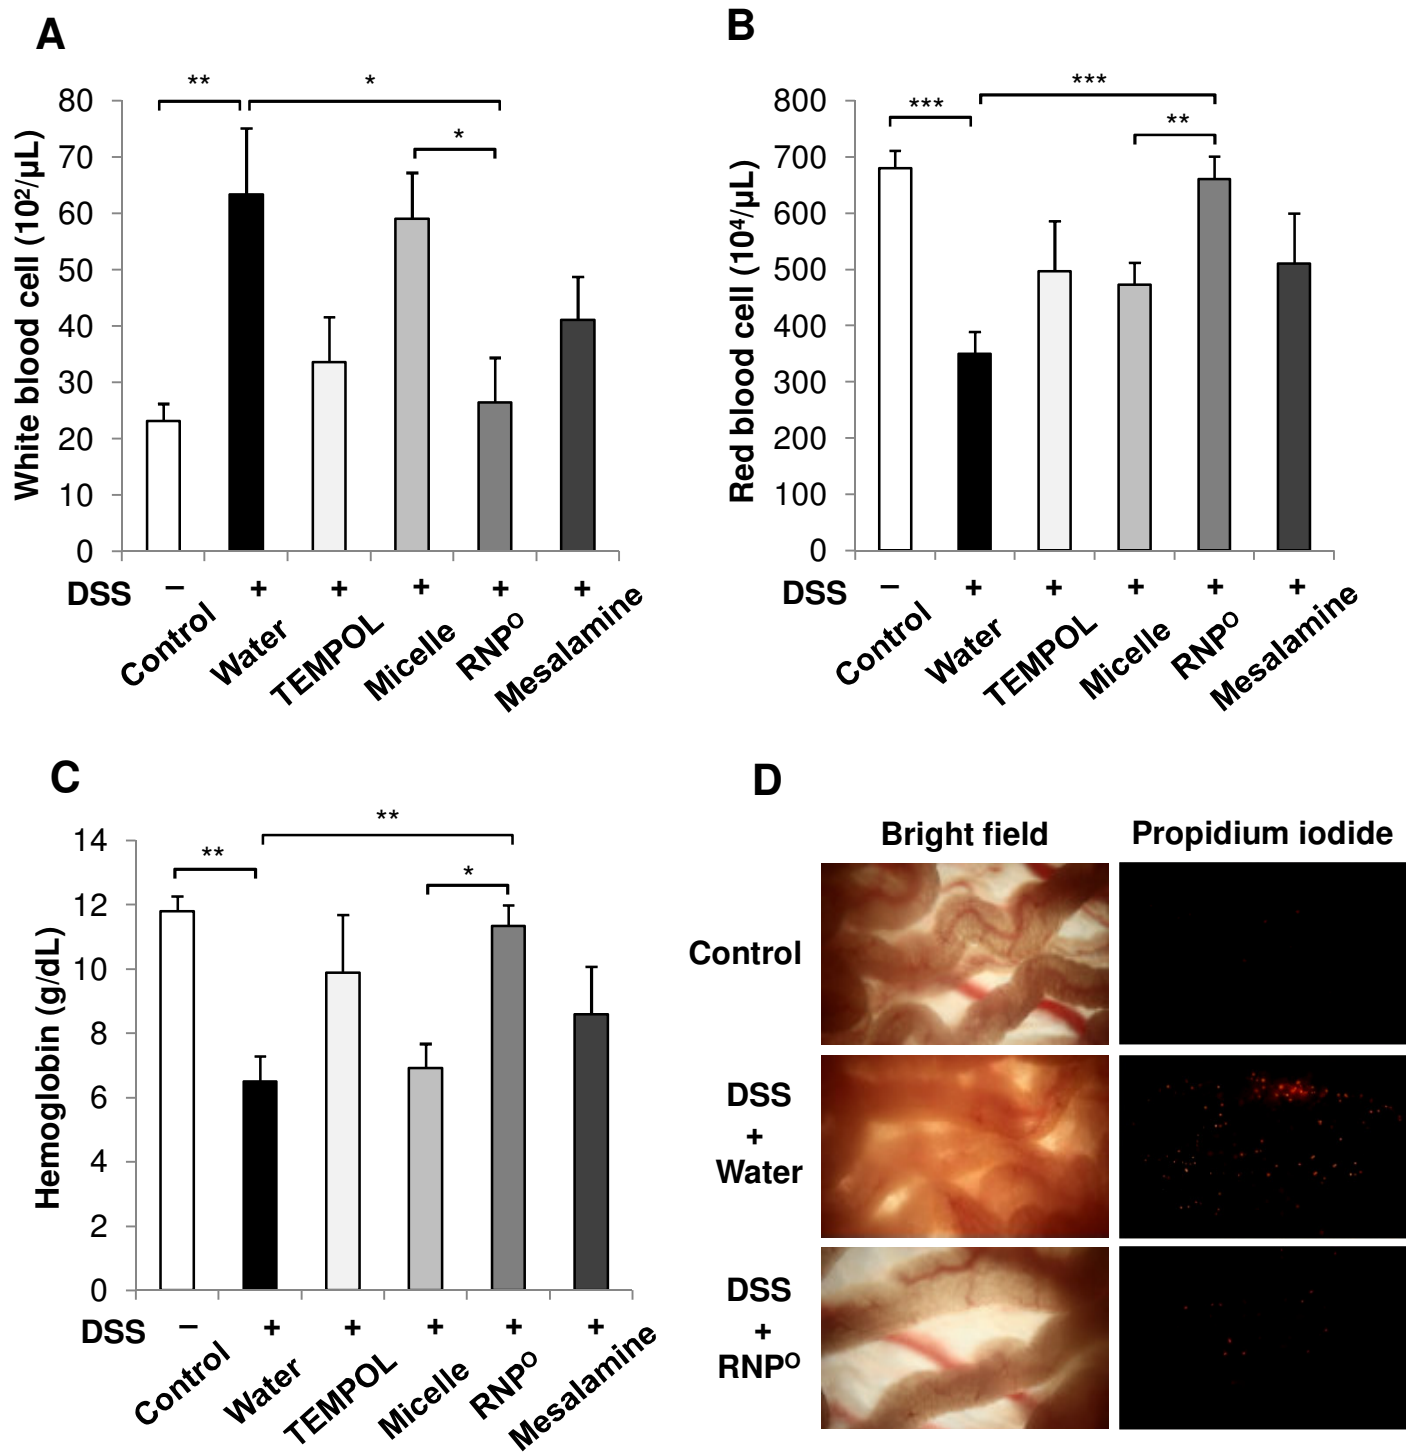 A
White blood cell (10²/µL)
** *
*
80
70
60
50
40
30
20
10
0
DSS − + + + + +
Control Water TEMPOL Micelle RNPᴼ Mesalamine
B
Red blood cell (10⁴/µL)
***
***
**
800
700
600
500
400
300
200
100
0
DSS − + + + + +
Control Water TEMPOL Micelle RNPᴼ Mesalamine
C
Hemoglobin (g/dL)
**
**
*
14
12
10
8
6
4
2
0
DSS − + + + + +
Control Water TEMPOL Micelle RNPᴼ Mesalamine
D
Bright field Propidium iodide
Control
DSS
+
Water
DSS
+
RNPᴼ